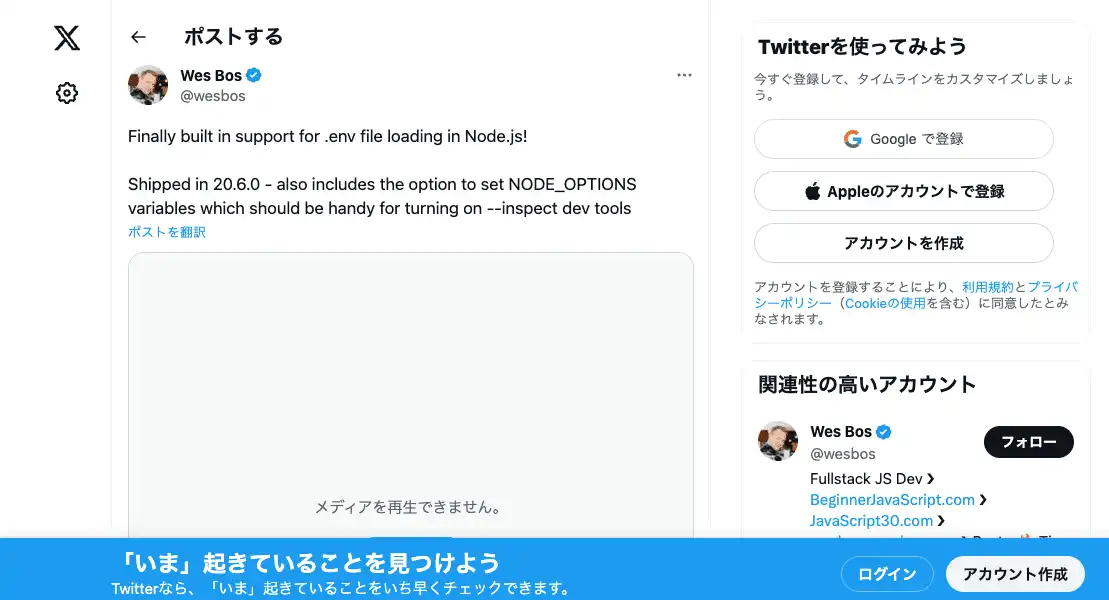 ポストする
Wes Bos
@wesbos
Finally built in support for .env file loading in Node.js!
Shipped in 20.6.0 - also includes the option to set NODE_OPTIONS
variables which should be handy for turning on --inspect dev tools
ポストを翻訳
メディアを再生できません。
Twitterを使ってみよう
今すぐ登録して、タイムラインをカスタマイズしましょ
う。
Google で登録
Appleのアカウントで登録
アカウントを作成
アカウントを登録することにより、利用規約とプライバ
シーポリシー（Cookieの使用を含む）に同意したとみ
なされます。
関連性の高いアカウント
Wes Bos
@wesbos
フォロー
Fullstack JS Dev ❯
BeginnerJavaScript.com ❯
JavaScript30.com ❯
「いま」起きていることを見つけよう
Twitterなら、「いま」起きていることをいち早くチェックできます。
ログイン
アカウント作成